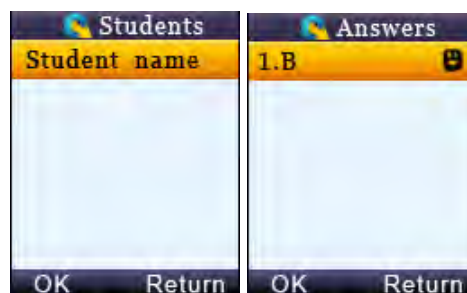 Students
Student name
OK Return
Answers
1.B
OK Return